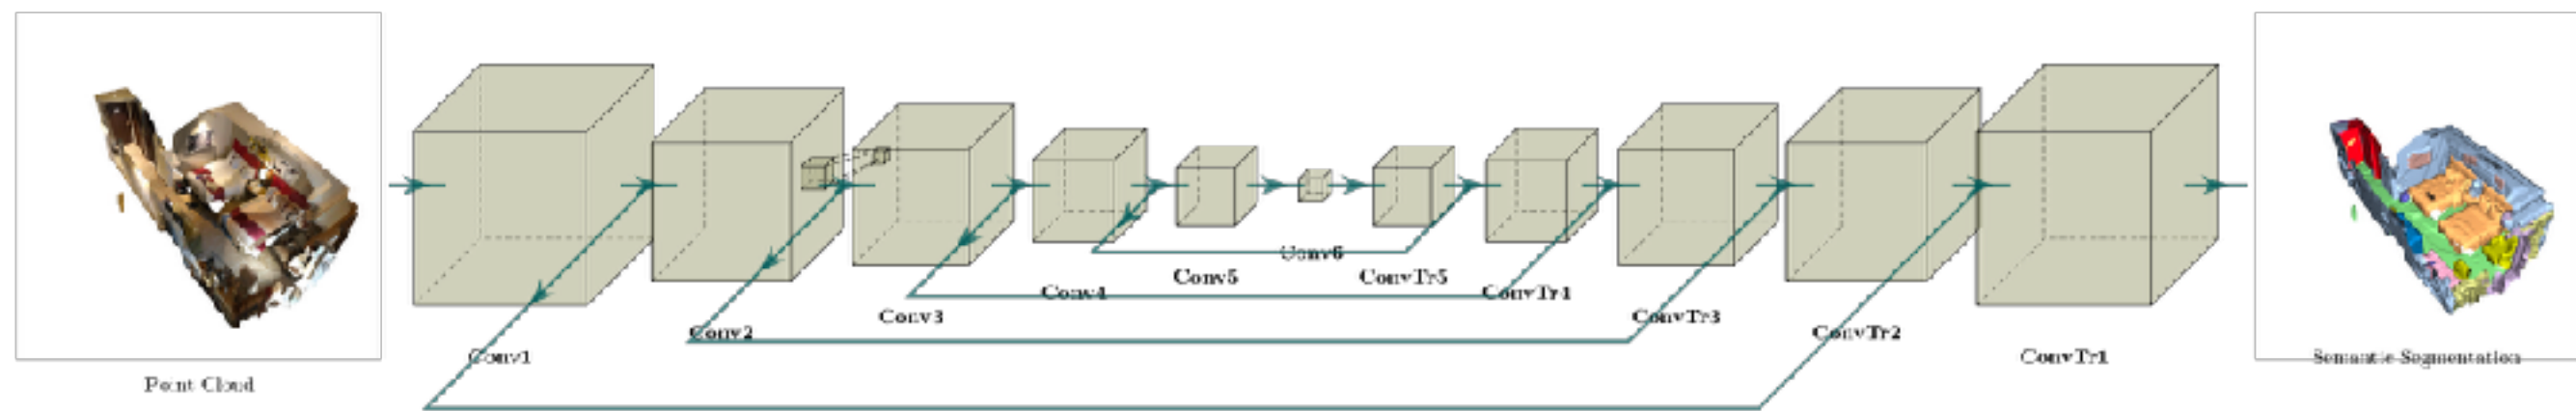 Point Cloud
Conv1
Conv2
Conv3
Conv4
Conv5
Conv6
ConvTr5
ConvTr4
ConvTr3
ConvTr2
ConvTr1
Semantic Segmentation